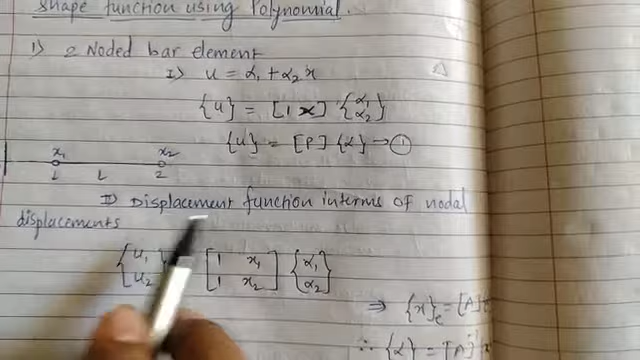 shape function using Polynomial.
1) 2 Noded bar element
I) u = α₁ + α₂ x
{u} = [1 x] {α₁ α₂}
{u} = [P] {α} → ①
x₁ x₂
1 L 2
II) Displacement function interms of nodal
displacements
{u₁ u₂ [1 x₁ 1 x₂] {α₁ α₂}
⇒ {x}e = [A]
∴ {α} = [A]⁻¹